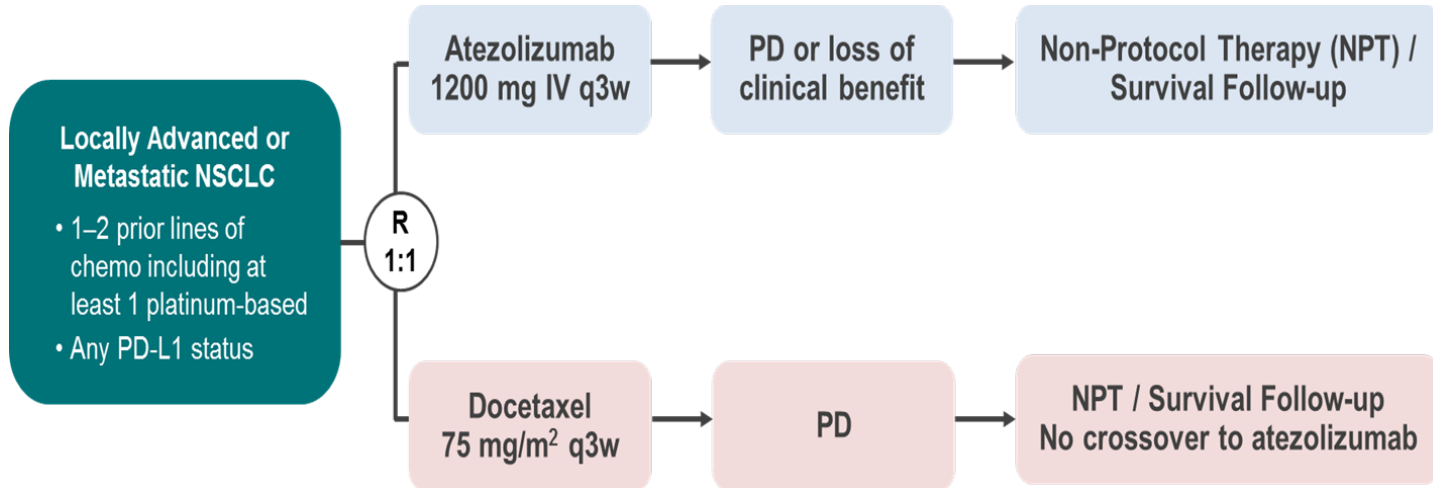 Locally Advanced or
Metastatic NSCLC
• 1–2 prior lines of
chemo including at
least 1 platinum-based
• Any PD-L1 status
R
1:1
Atezolizumab
1200 mg IV q3w
PD or loss of
clinical benefit
Non-Protocol Therapy (NPT) /
Survival Follow-up
Docetaxel
75 mg/m² q3w
PD
NPT / Survival Follow-up
No crossover to atezolizumab